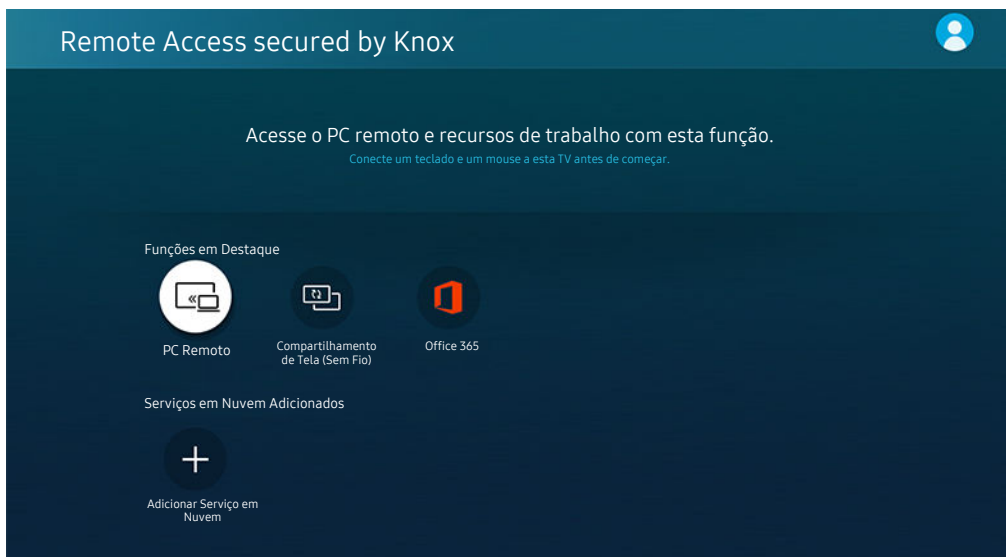 Remote Access secured by Knox
Acesse o PC remoto e recursos de trabalho com esta função.
Conecte um teclado e um mouse a esta TV antes de começar.
Funções em Destaque
PC Remoto
Compartilhamento
de Tela (Sem Fio)
Office 365
Serviços em Nuvem Adicionados
Adicionar Serviço em
Nuvem